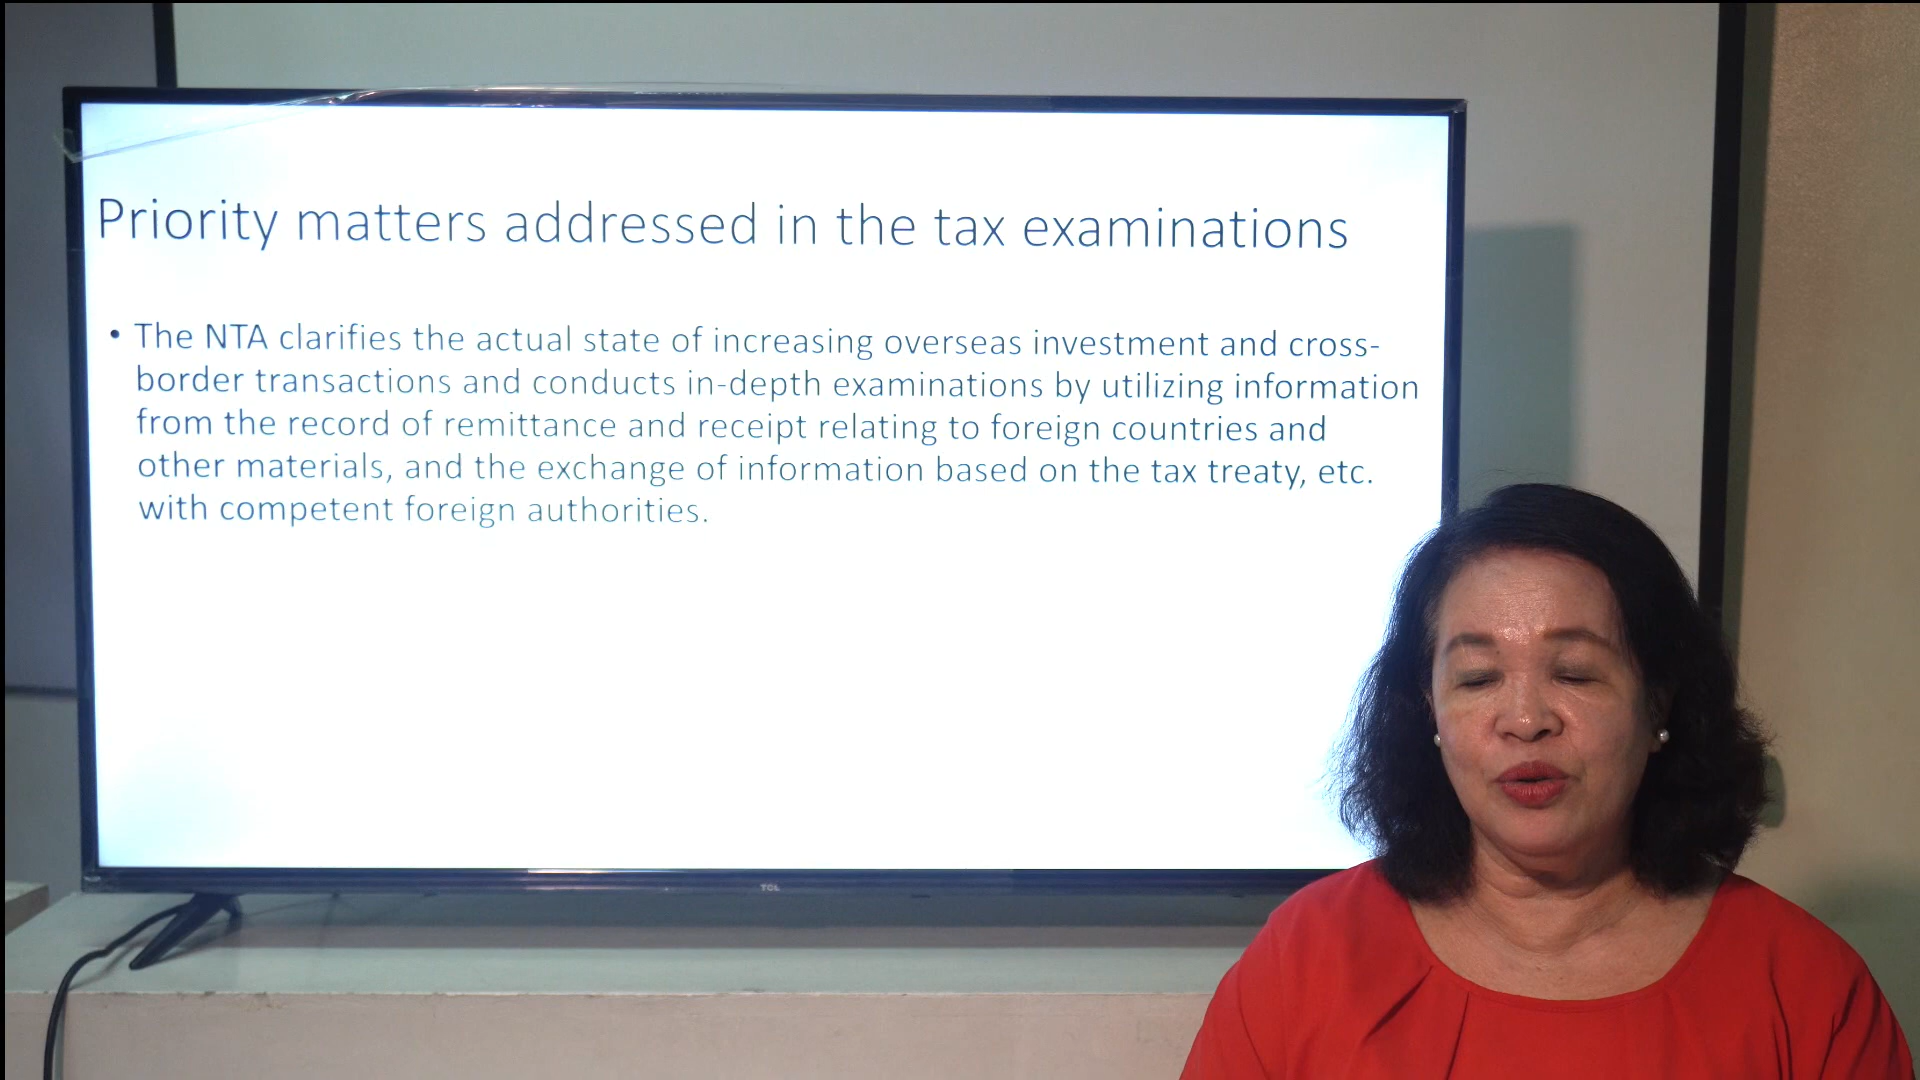 Priority matters addressed in the tax examinations
• The NTA clarifies the actual state of increasing overseas investment and cross-
border transactions and conducts in-depth examinations by utilizing information
from the record of remittance and receipt relating to foreign countries and
other materials, and the exchange of information based on the tax treaty, etc.
with competent foreign authorities.
TCL